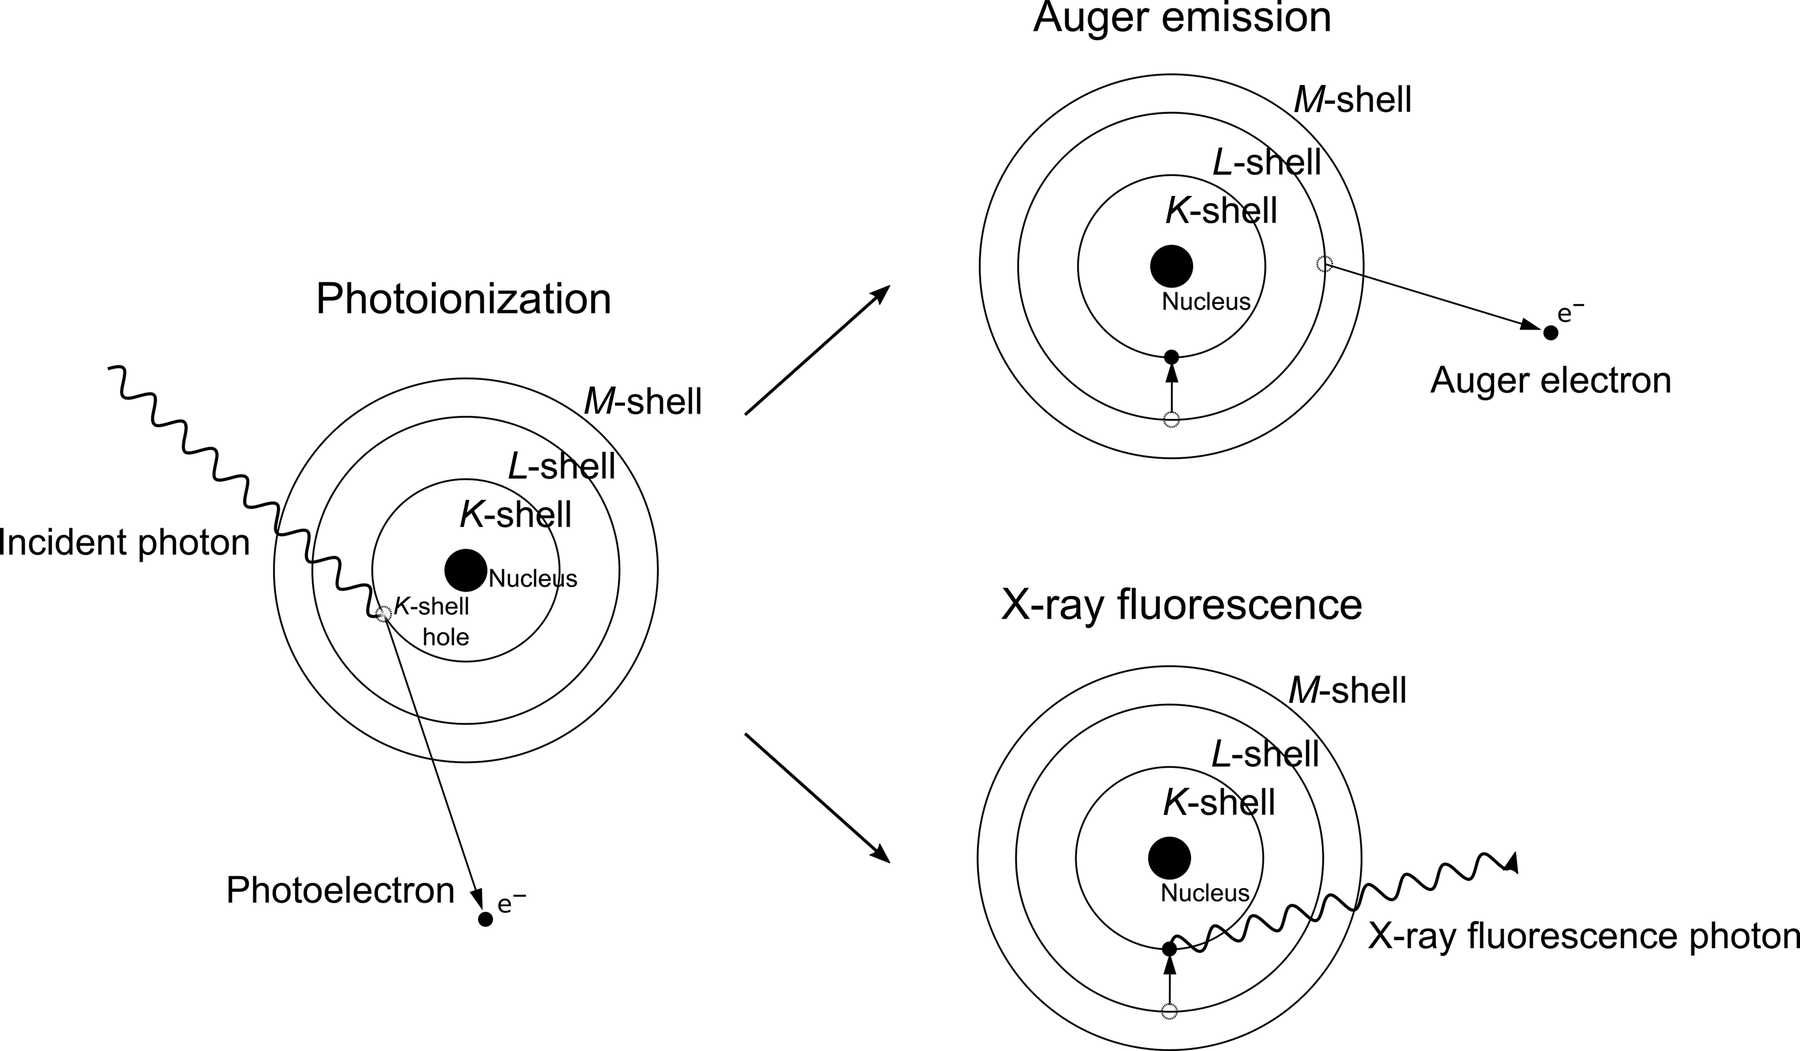 Photoionization
M-shell
L-shell
K-shell
Incident photon
Nucleus
K-shell
hole
Photoelectron
e−
Auger emission
M-shell
L-shell
K-shell
Nucleus
e−
Auger electron
X-ray fluorescence
M-shell
L-shell
K-shell
Nucleus
X-ray fluorescence photon